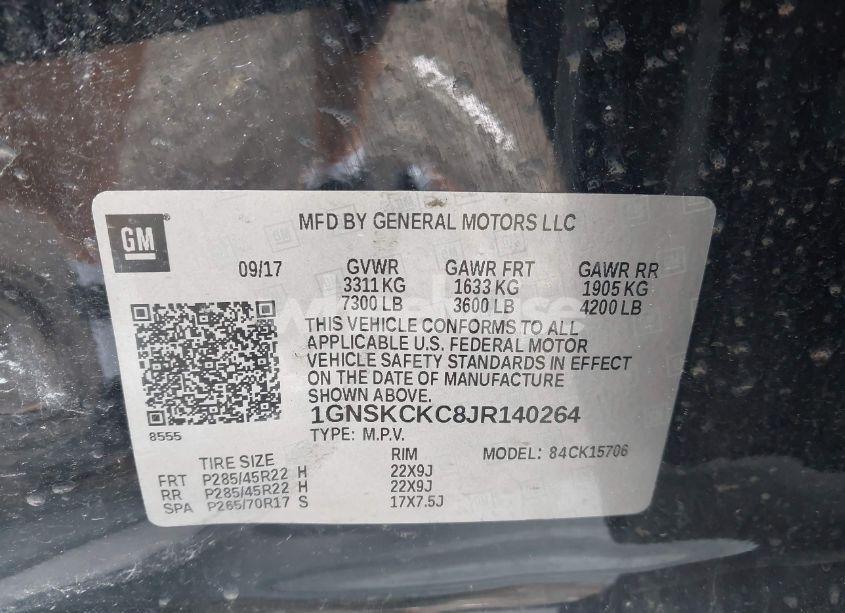 GM
MFD BY GENERAL MOTORS LLC
09/17 GVWR GAWR FRT GAWR RR
3311 KG 1633 KG 1905 KG
7300 LB 3600 LB 4200 LB
THIS VEHICLE CONFORMS TO ALL
APPLICABLE U.S. FEDERAL MOTOR
VEHICLE SAFETY STANDARDS IN EFFECT
ON THE DATE OF MANUFACTURE
SHOWN ABOVE.
1GNSKCKC8JR140264
8555
TYPE: M.P.V. MODEL: 84CK15706
TIRE SIZE RIM
FRT P285/45R22 H 22X9J
RR P285/45R22 H 22X9J
SPA P265/70R17 S 17X7.5J